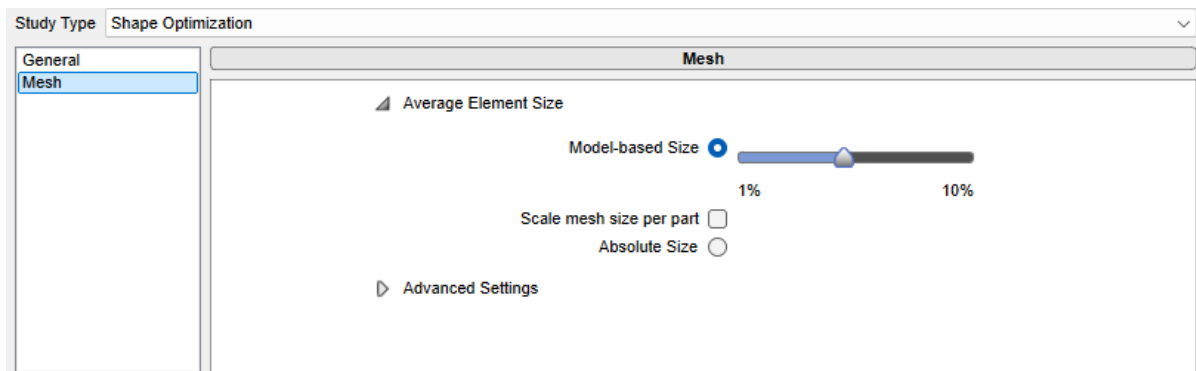 Study Type Shape Optimization
General
Mesh
Mesh
Average Element Size
Model-based Size
1% 10%
Scale mesh size per part
Absolute Size
Advanced Settings